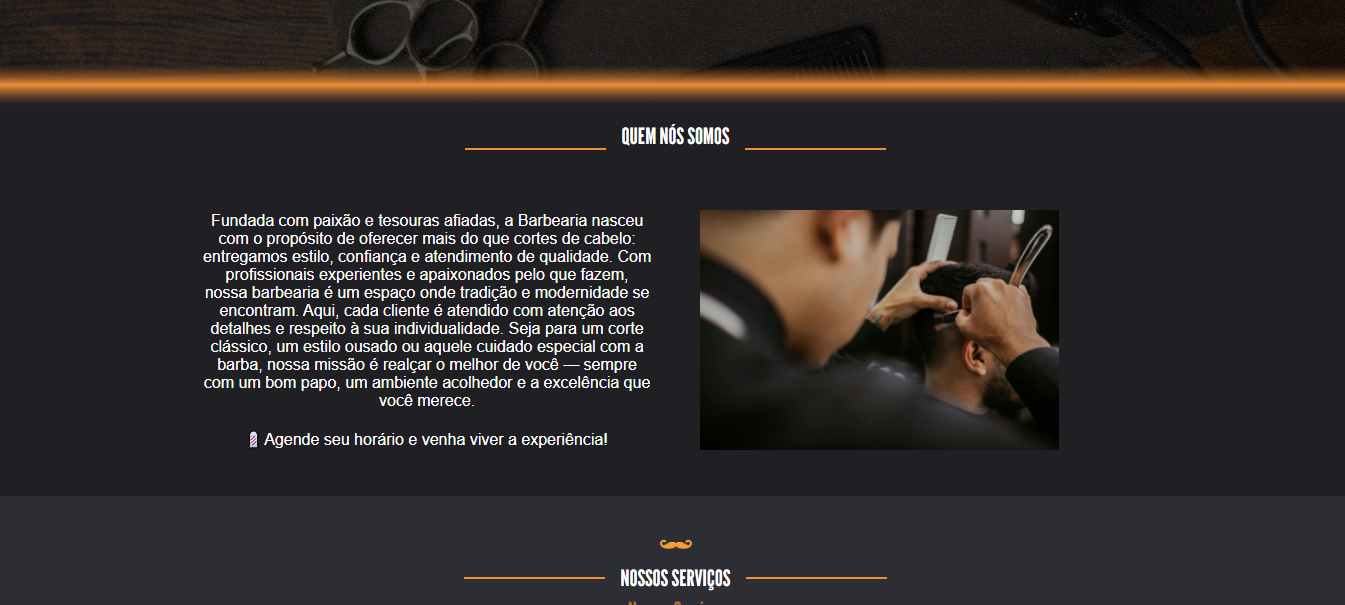 QUEM NÓS SOMOS
Fundada com paixão e tesouras afiadas, a Barbearia nasceu
com o propósito de oferecer mais do que cortes de cabelo:
entregamos estilo, confiança e atendimento de qualidade. Com
profissionais experientes e apaixonados pelo que fazem,
nossa barbearia é um espaço onde tradição e modernidade se
encontram. Aqui, cada cliente é atendido com atenção aos
detalhes e respeito à sua individualidade. Seja para um corte
clássico, um estilo ousado ou aquele cuidado especial com a
barba, nossa missão é realçar o melhor de você — sempre
com um bom papo, um ambiente acolhedor e a excelência que
você merece.
💈 Agende seu horário e venha viver a experiência!
NOSSOS SERVIÇOS